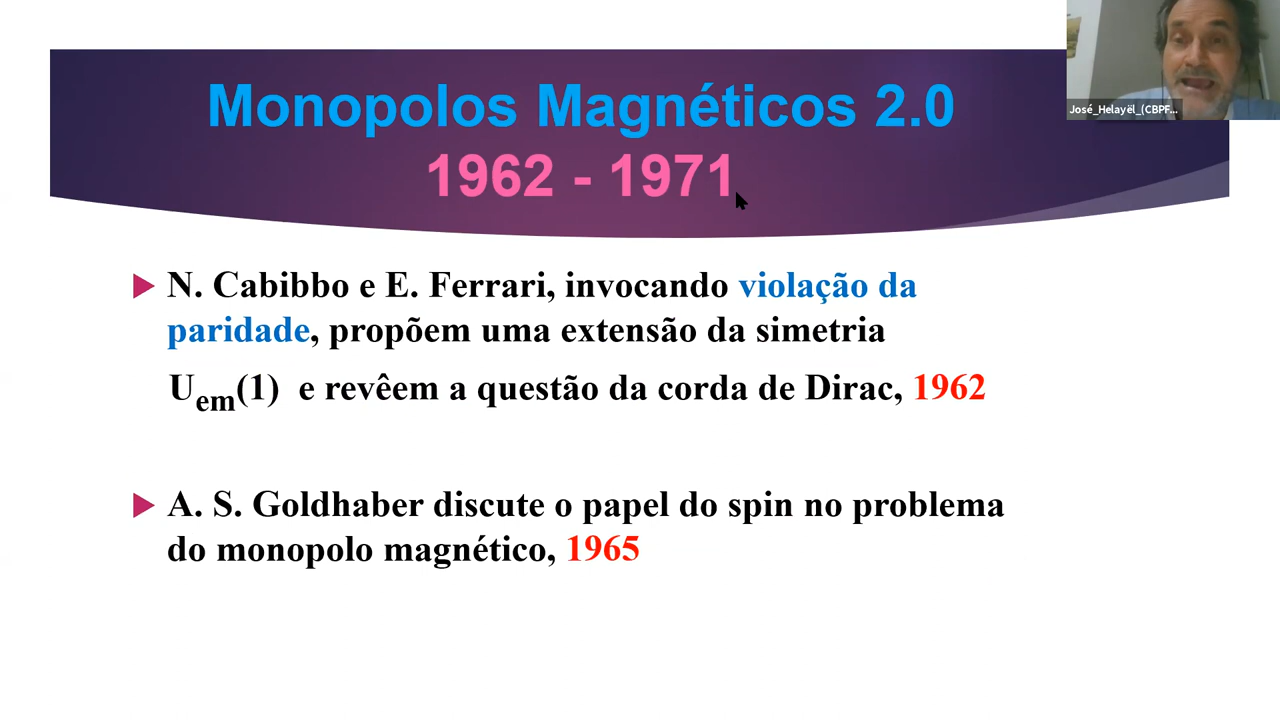 Monopolos Magnéticos 2.0
1962 - 1971
José_Helayël_(CBPF...
N. Cabibbo e E. Ferrari, invocando violação da
paridade, propõem uma extensão da simetria
Uem(1) e revêem a questão da corda de Dirac, 1962
A. S. Goldhaber discute o papel do spin no problema
do monopolo magnético, 1965